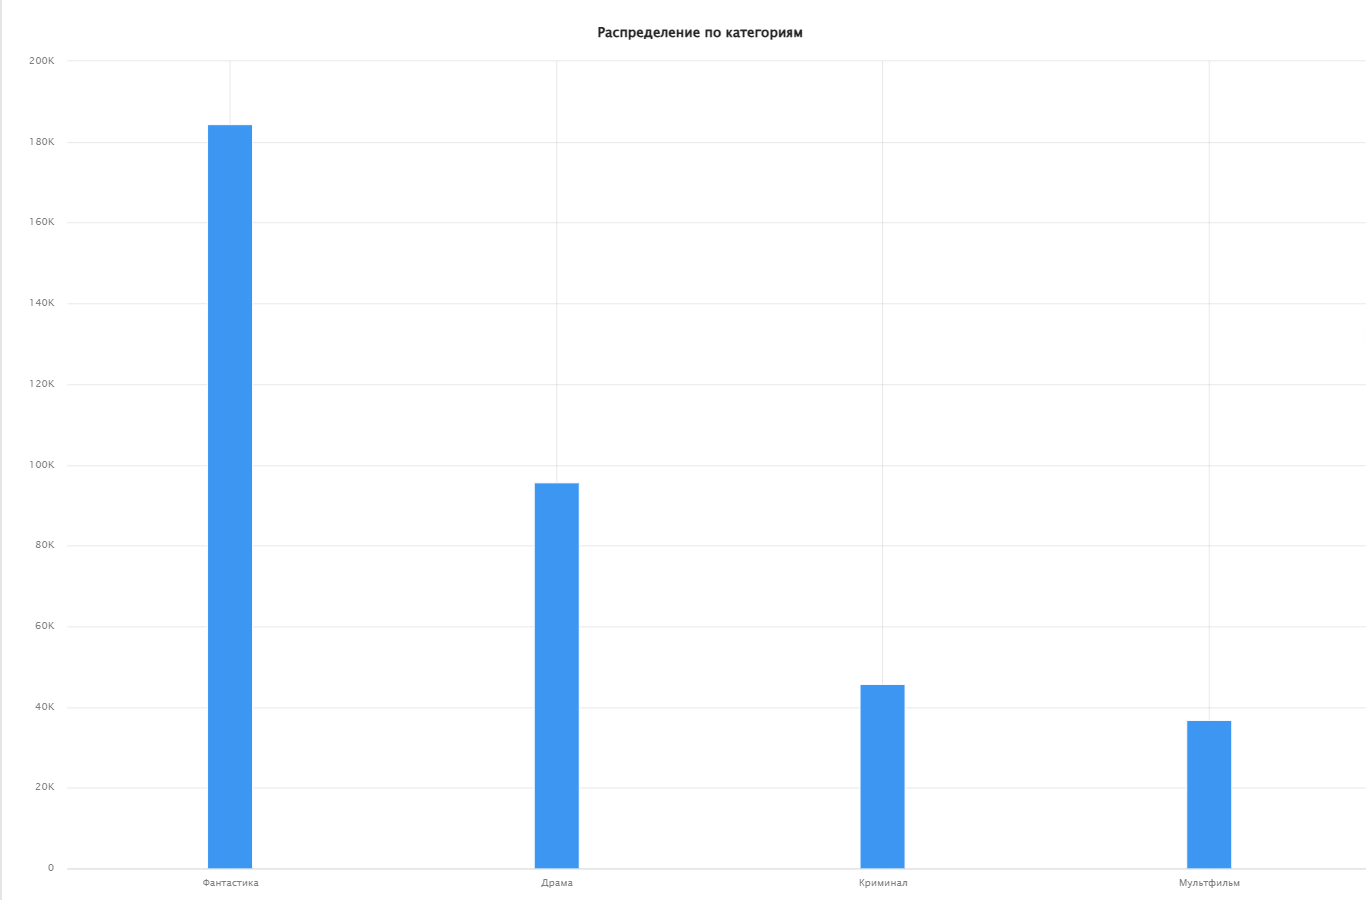 Распределение по категориям
200K
180K
160K
140K
120K
100K
80K
60K
40K
20K
0
Фантастика Драма Криминал Мультфильм